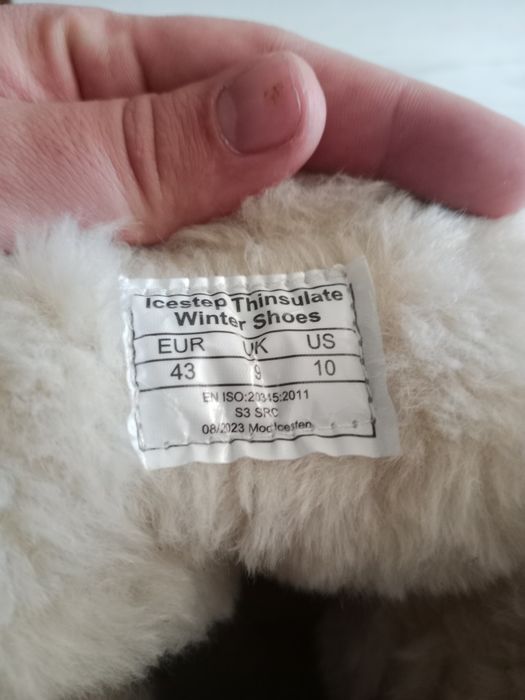 Icestep Thinsulate
Winter Shoes
EUR UK US
43 9 10
EN ISO:20345:2011
S3 SRC
08/2023 Mod Icestep